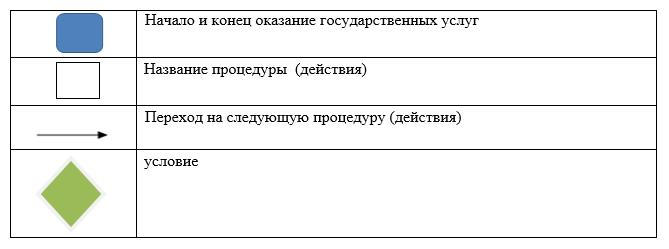 Начало и конец оказание государственных услуг
Название процедуры (действия)
Переход на следующую процедуру (действия)
условие